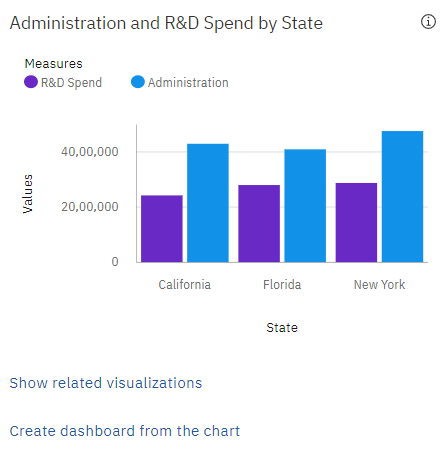 Administration and R&D Spend by State
Measures
R&D Spend Administration
Values
40,00,000
20,00,000
0
California Florida New York
State
Show related visualizations
Create dashboard from the chart